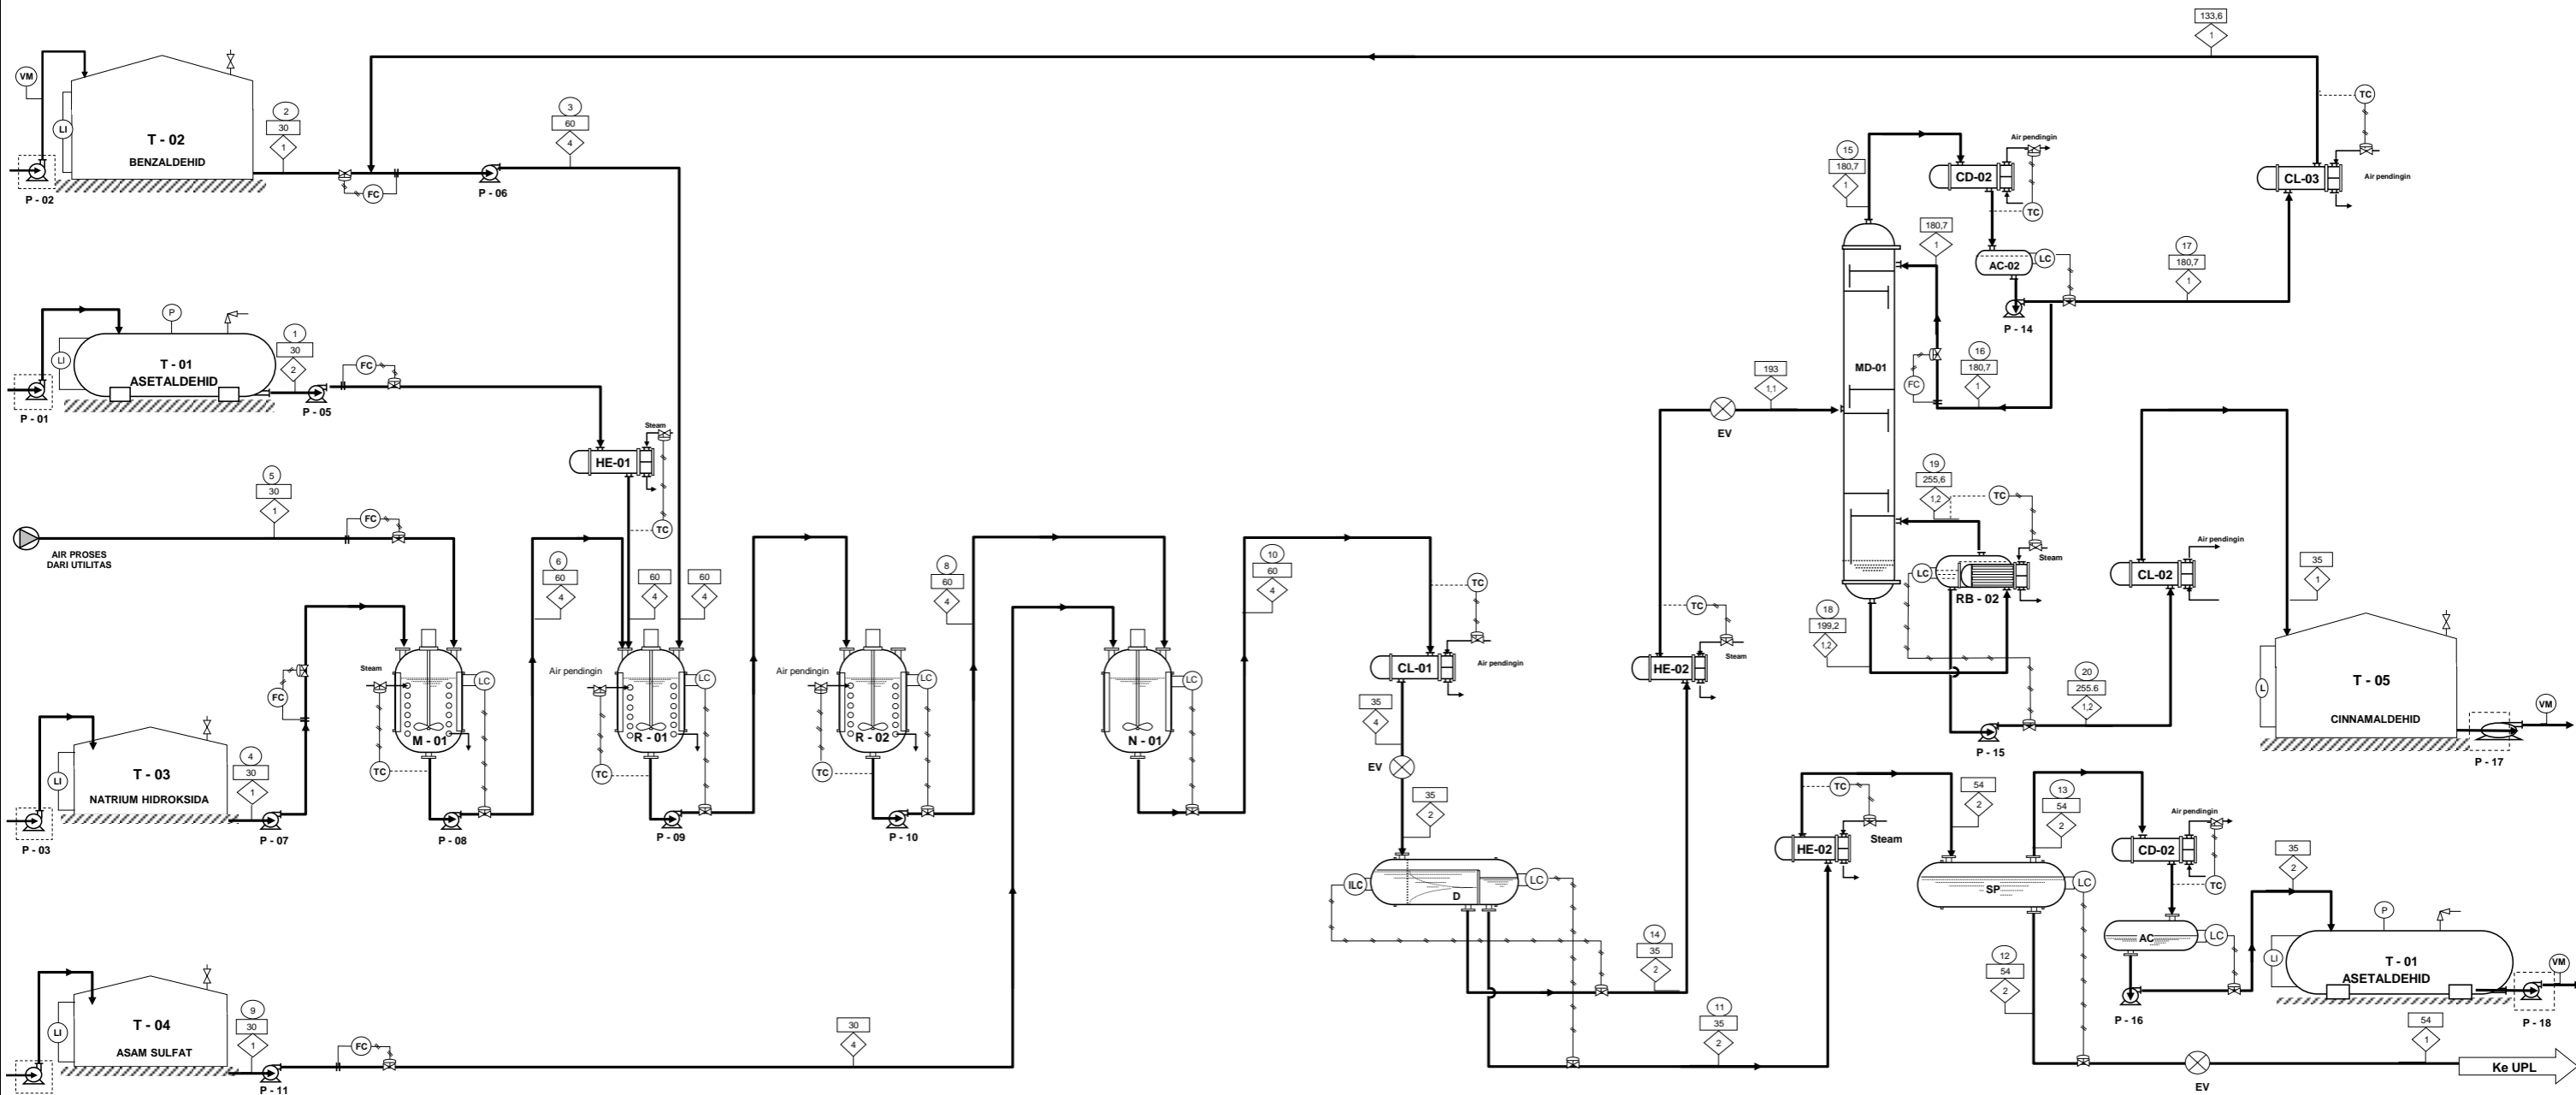 133,6
1
VM
LI
T - 02
BENZALDEHID
P - 02
2
30
1
FC
3
60
4
P - 06
15
180,7
1
CD-02
Air pendingin
TC
AC-02
LC
P - 14
180,7
1
17
180,7
1
TC
CL-03
Air pendingin
P
LI
T - 01
ASETALDEHID
P - 01
1
30
2
P - 05
FC
HE-01
Steam
TC
193
1,1
EV
MD-01
FC
16
180,7
1
5
30
1
FC
AIR PROSES
DARI UTILITAS
6
60
4
60
4
60
4
8
60
4
10
60
4
19
255,6
1,2
TC
Steam
LC
RB - 02
18
199,2
1,2
CL-02
Air pendingin
35
1
20
255.6
1,2
P - 15
L
T - 05
CINNAMALDEHID
VM
P - 17
FC
Steam
M - 01
LC
TC
P - 08
Air pendingin
R - 01
LC
TC
P - 09
Air pendingin
R - 02
LC
TC
P - 10
N - 01
LC
TC
CL-01
Air pendingin
35
4
EV
35
2
TC
HE-02
Steam
LI
T - 03
NATRIUM HIDROKSIDA
P - 03
4
30
1
P - 07
ILC
D
LC
TC
HE-02
Steam
54
2
13
54
2
SP
LC
Air pendingin
CD-02
TC
35
2
AC
LC
P - 16
P
LI
T - 01
ASETALDEHID
VM
P - 18
14
35
2
12
54
2
11
35
2
LI
T - 04
ASAM SULFAT
9
30
1
P - 11
FC
30
4
EV
54
1
Ke UPL